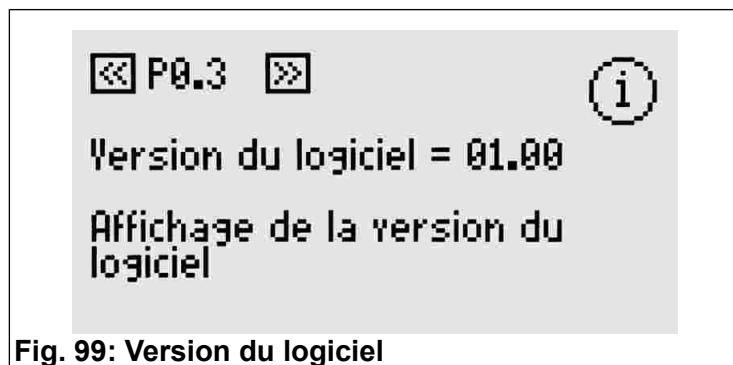 « P0.3 »
i
Version du logiciel = 01.00
Affichage de la version du
logiciel
Fig. 99: Version du logiciel